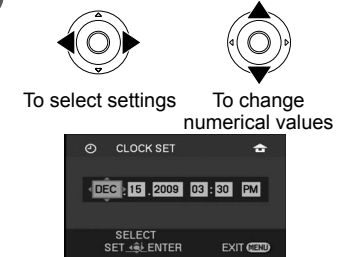 To select settings
To change
numerical values
CLOCK SET
DEC . 15 . 2009 03 : 30 PM
SELECT
SET ENTER EXIT MENU